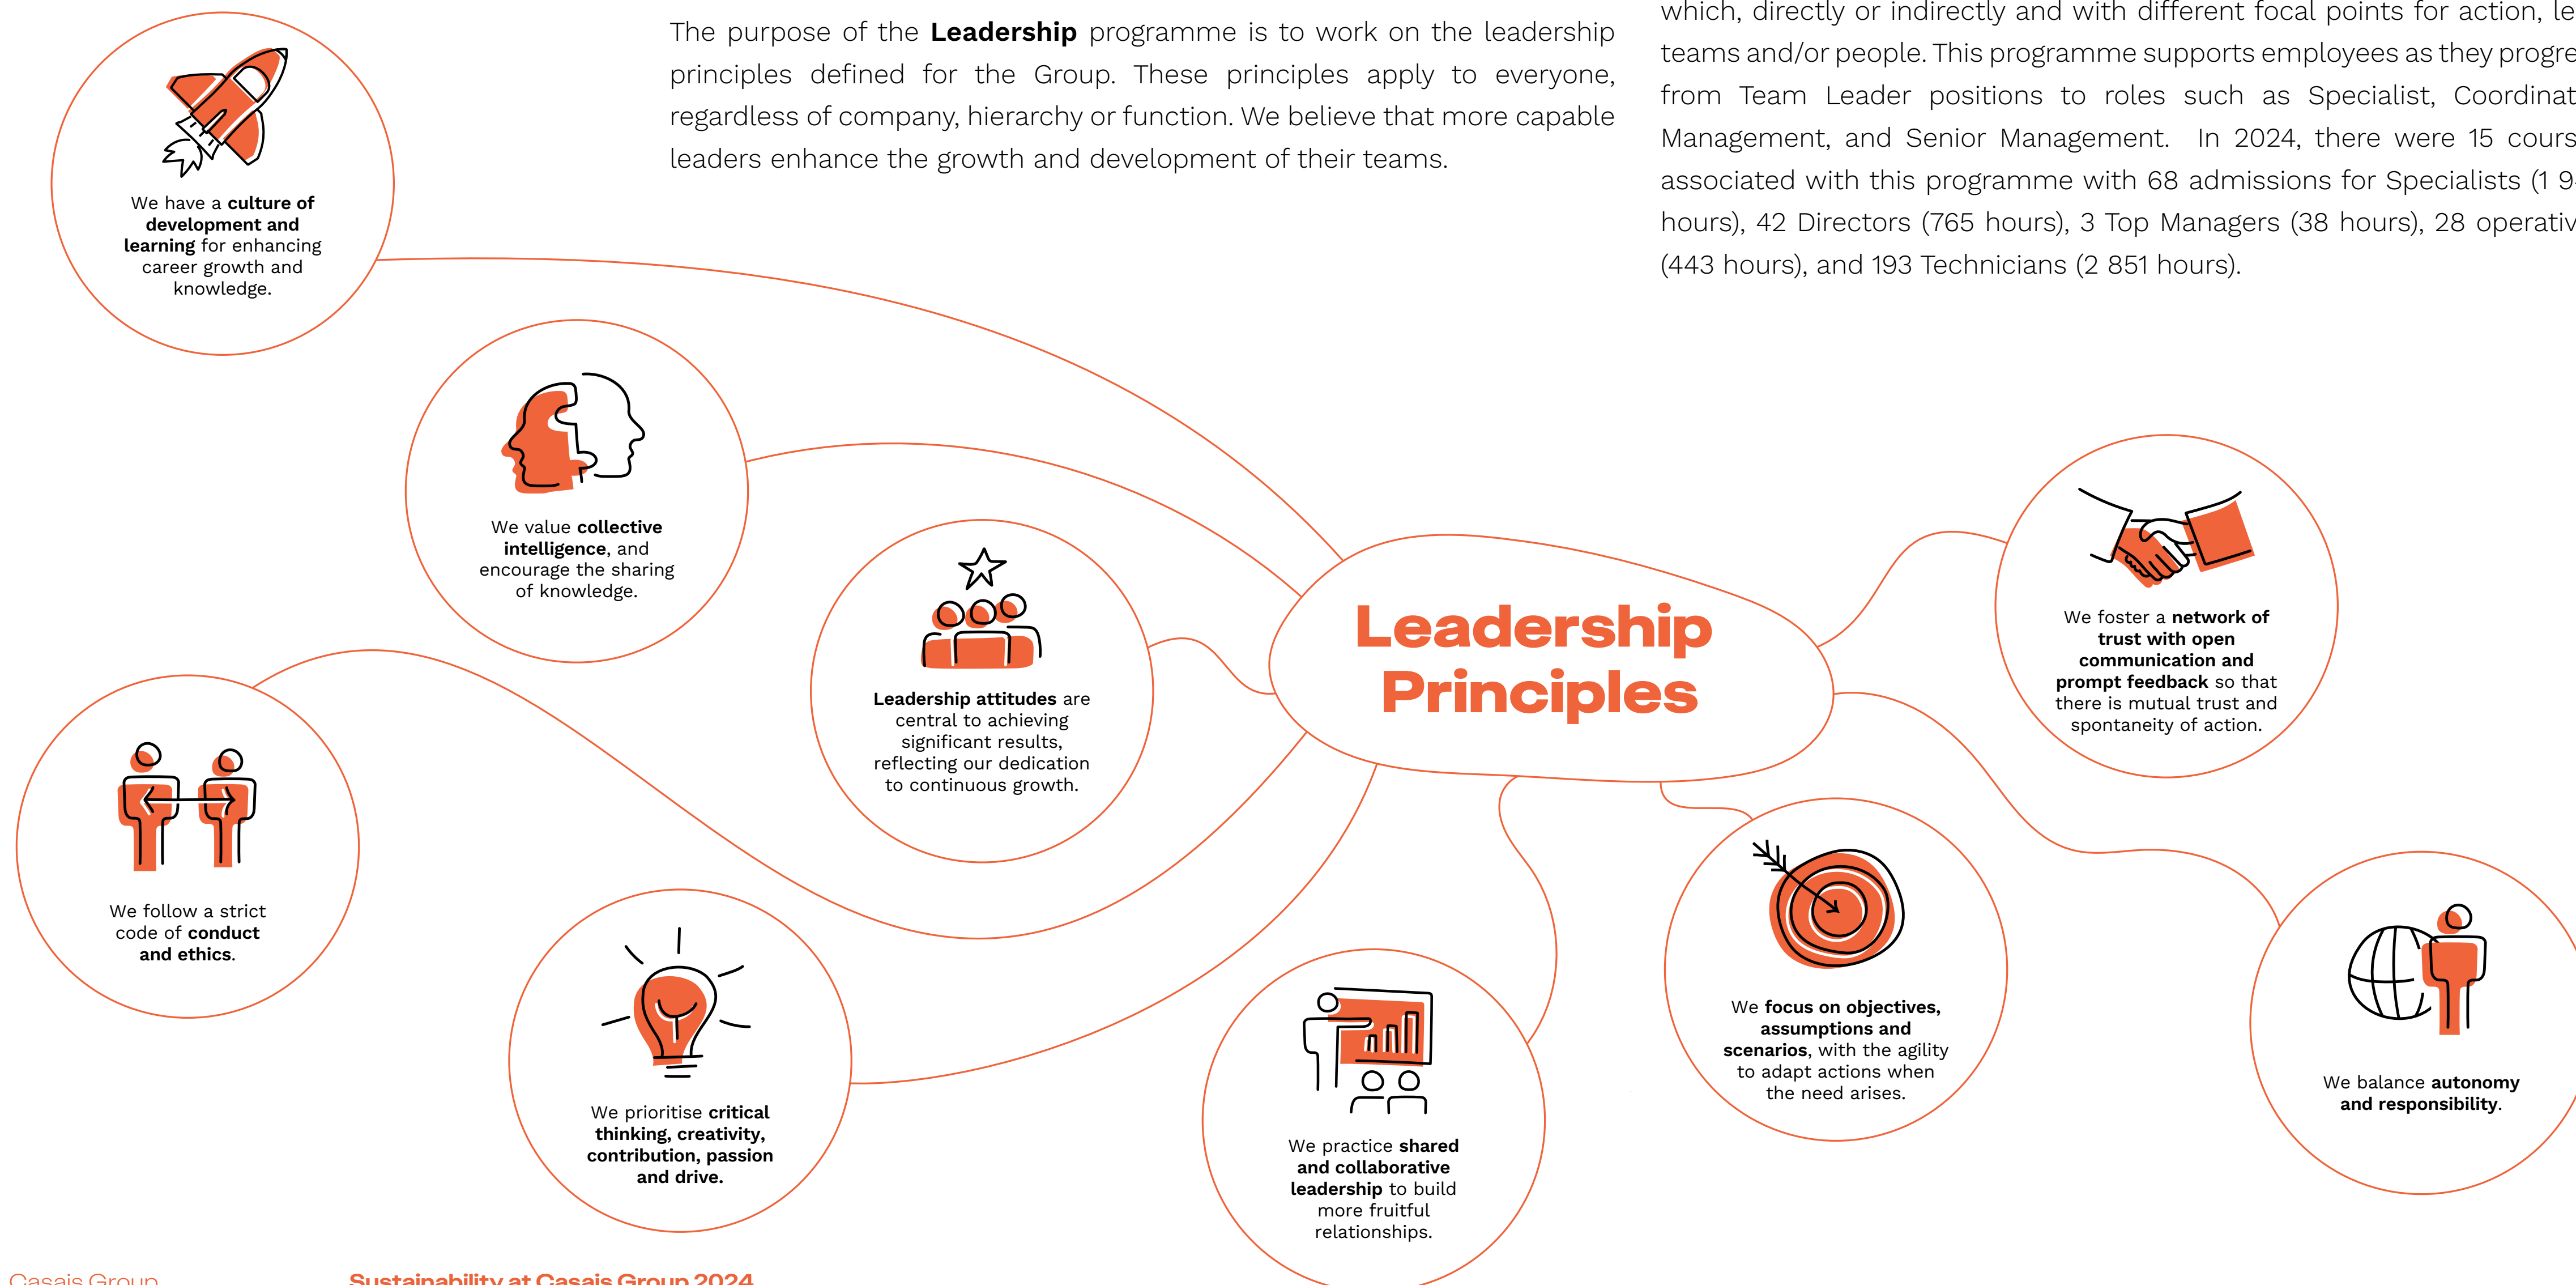 The purpose of the Leadership programme is to work on the leadership
principles defined for the Group. These principles apply to everyone,
regardless of company, hierarchy or function. We believe that more capable
leaders enhance the growth and development of their teams.
which, directly or indirectly and with different focal points for action,
teams and/or people. This programme supports employees as they
from Team Leader positions to roles such as Specialist,
Management, and Senior Management. In 2024, there were 15
associated with this programme with 68 admissions for Specialists (1
hours), 42 Directors (765 hours), 3 Top Managers (38 hours), 28
(443 hours), and 193 Technicians (2 851 hours).
We have a culture of
development and
learning for enhancing
career growth and
knowledge.
We value collective
intelligence, and
encourage the sharing
of knowledge.
Leadership attitudes are
central to achieving
significant results,
reflecting our dedication
to continuous growth.
Leadership
Principles
We foster a network of
trust with open
communication and
prompt feedback so that
there is mutual trust and
spontaneity of action.
We follow a strict
code of conduct
and ethics.
We prioritise critical
thinking, creativity,
contribution, passion
and drive.
We practice shared
and collaborative
leadership to build
more fruitful
relationships.
We focus on objectives,
assumptions and
scenarios, with the agility
to adapt actions when
the need arises.
We balance autonomy
and responsibility.
Casais Group
Sustainability at Casais Group 2024